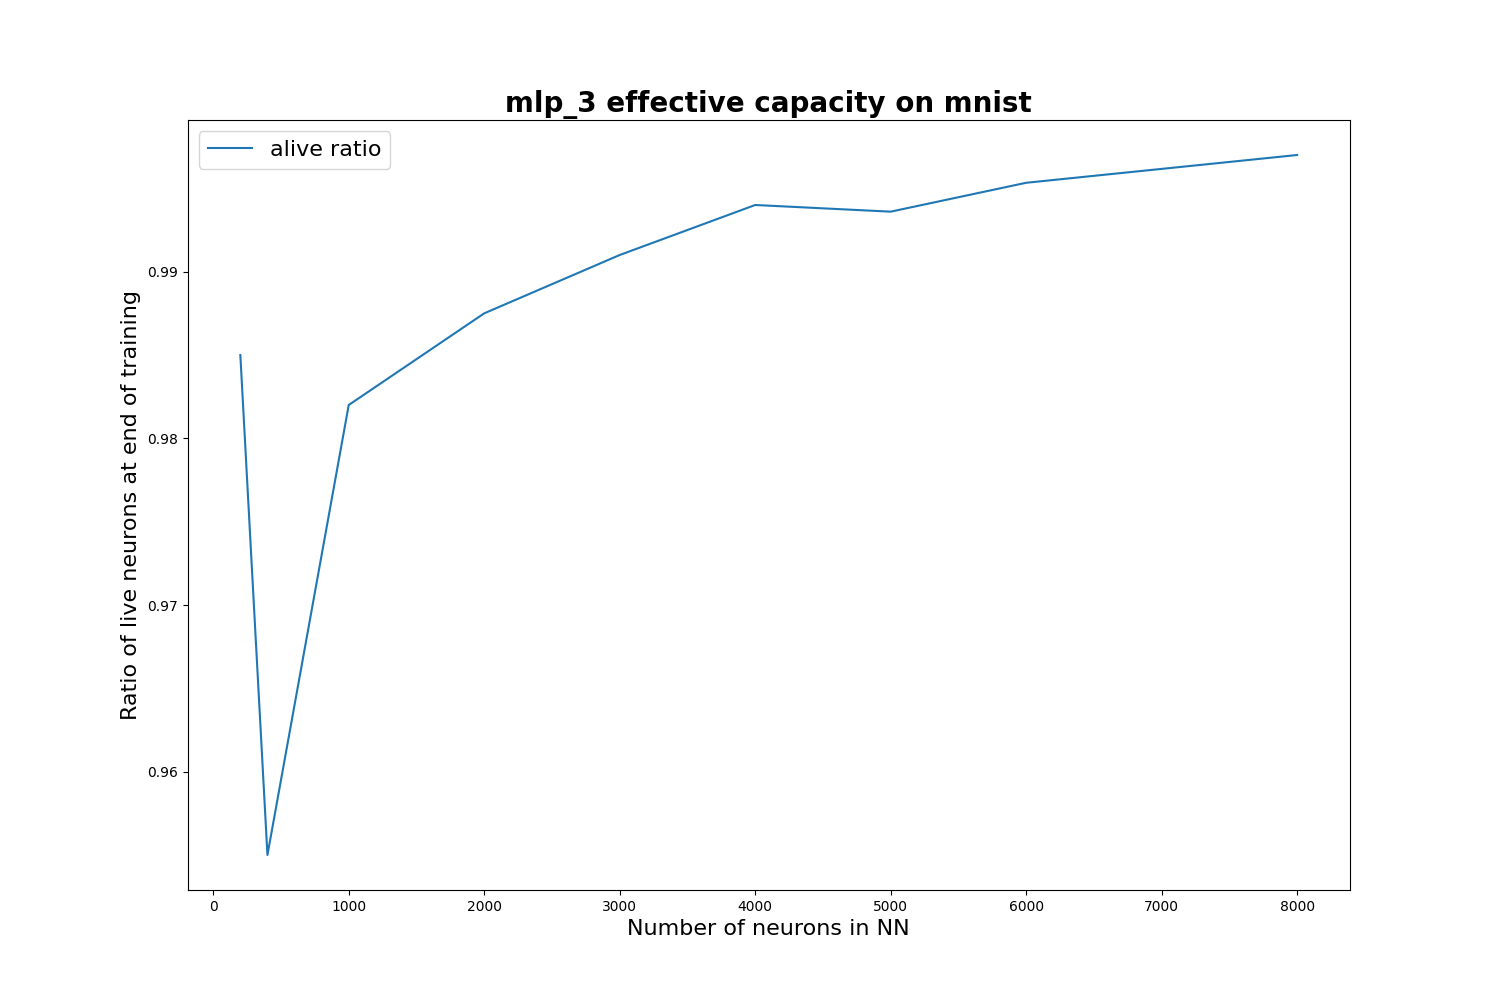 mlp_3 effective capacity on mnist
alive ratio
Ratio of live neurons at end of training
0.99
0.98
0.97
0.96
0 1000 2000 3000 4000 5000 6000 7000 8000
Number of neurons in NN